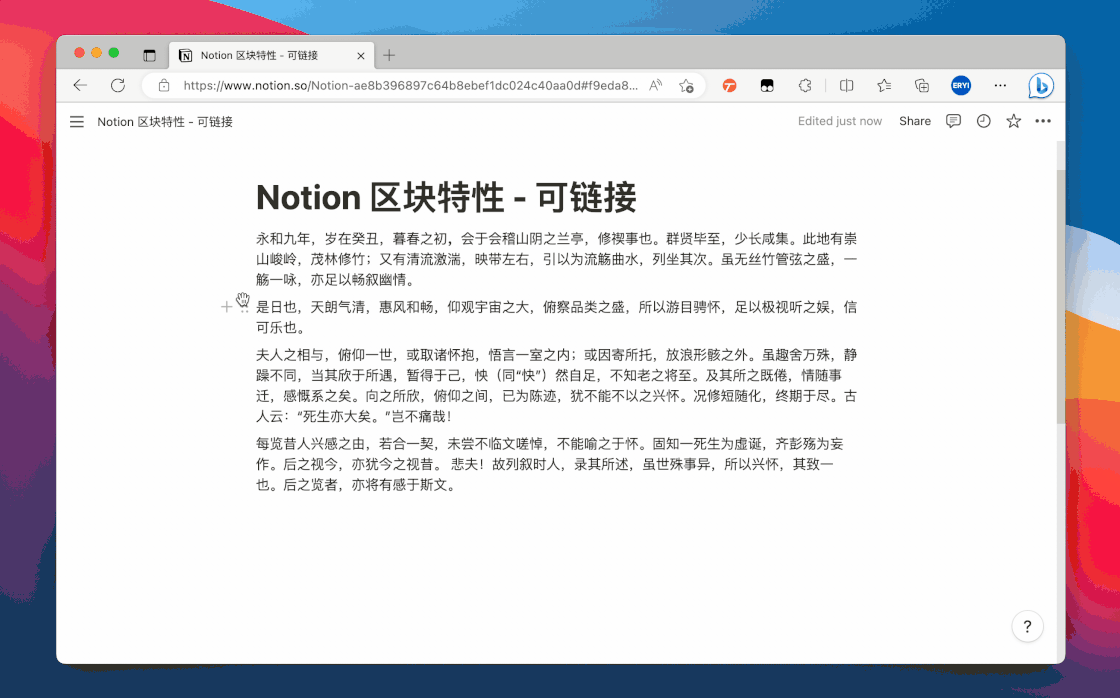 Notion 区块特性 - 可链接
https://www.notion.so/Notion-ae8b396897c64b8ebef1dc024c40aa0d#f9eda8...
ERYI
Notion 区块特性 - 可链接
Edited just now
Share
Notion 区块特性 - 可链接
永和九年，岁在癸丑，暮春之初，会于会稽山阴之兰亭，修禊事也。群贤毕至，少长咸集。此地有崇
山峻岭，茂林修竹；又有清流激湍，映带左右，引以为流觞曲水，列坐其次。虽无丝竹管弦之盛，一
觞一咏，亦足以畅叙幽情。
是日也，天朗气清，惠风和畅，仰观宇宙之大，俯察品类之盛，所以游目骋怀，足以极视听之娱，信
可乐也。
夫人之相与，俯仰一世，或取诸怀抱，悟言一室之内；或因寄所托，放浪形骸之外。虽趣舍万殊，静
躁不同，当其欣于所遇，暂得于己，怏（同“快”）然自足，不知老之将至。及其所之既倦，情随事
迁，感慨系之矣。向之所欣，俯仰之间，已为陈迹，犹不能不以之兴怀。况修短随化，终期于尽。古
人云：“死生亦大矣。”岂不痛哉！
每览昔人兴感之由，若合一契，未尝不临文嗟悼，不能喻之于怀。固知一死生为虚诞，齐彭殇为妄
作。后之视今，亦犹今之视昔。 悲夫！故列叙时人，录其所述，虽世殊事异，所以兴怀，其致一
也。后之览者，亦将有感于斯文。
?